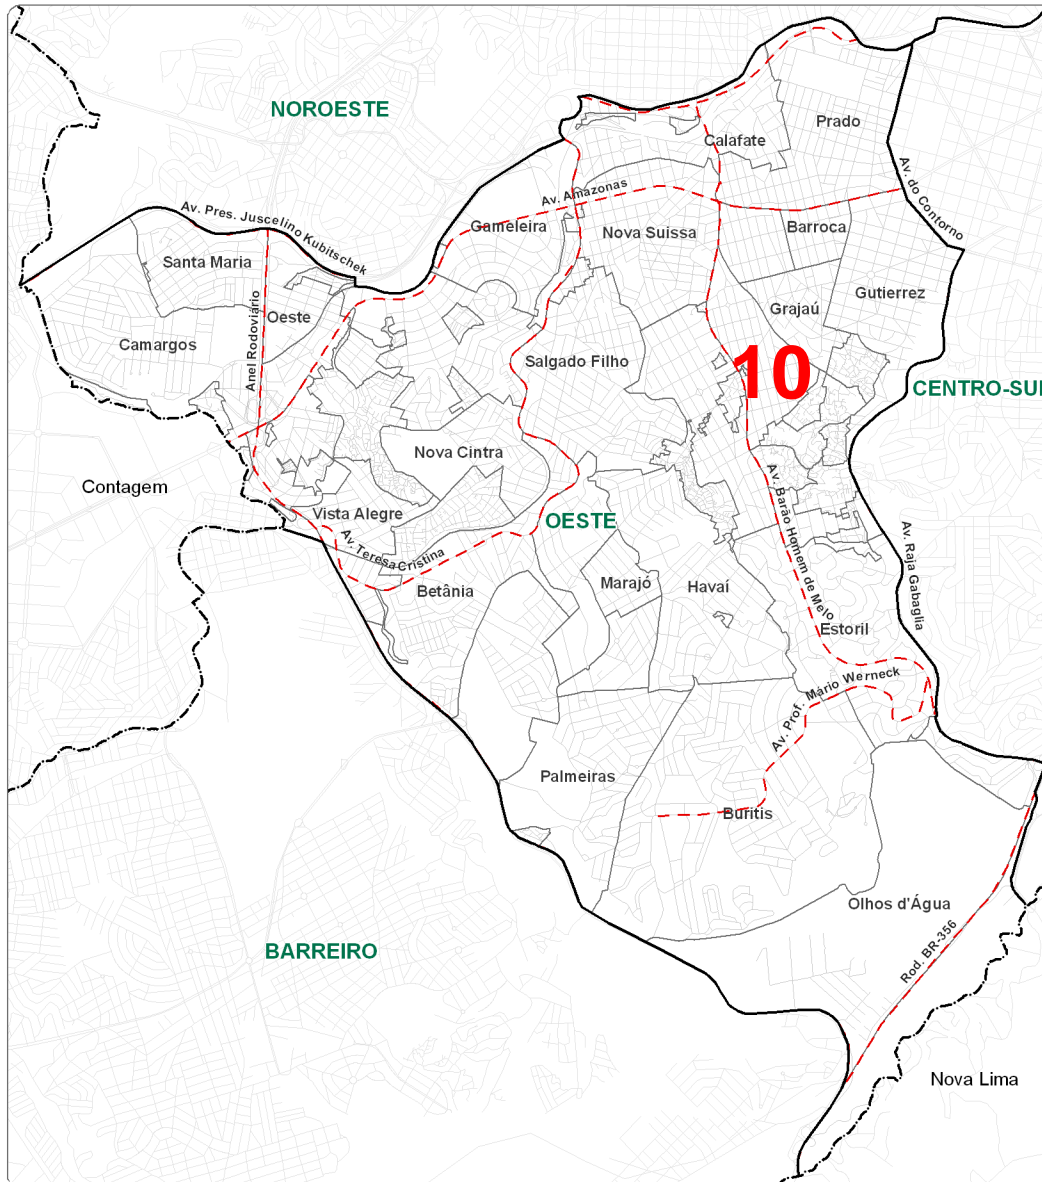 NOROESTE
Prado
Calafate
Av. do Contorno
Av. Amazonas
Av. Pres. Juscelino Kubitschek
Gameleira
Nova Suissa
Barroca
Santa Maria
Gutierrez
Grajaú
Oeste
Anel Rodoviário
Camargos
Salgado Filho
10
CENTRO-SUL
Nova Cintra
Contagem
Vista Alegre
OESTE
Av. Teresa Cristina
Av. Barão Homem de Melo
Av. Raja Gabaglia
Betânia
Marajó
Havaí
Estoril
Av. Prof. Mário Werneck
Palmeiras
Buritis
Olhos d'Água
BARREIRO
Rod. BR-356
Nova Lima